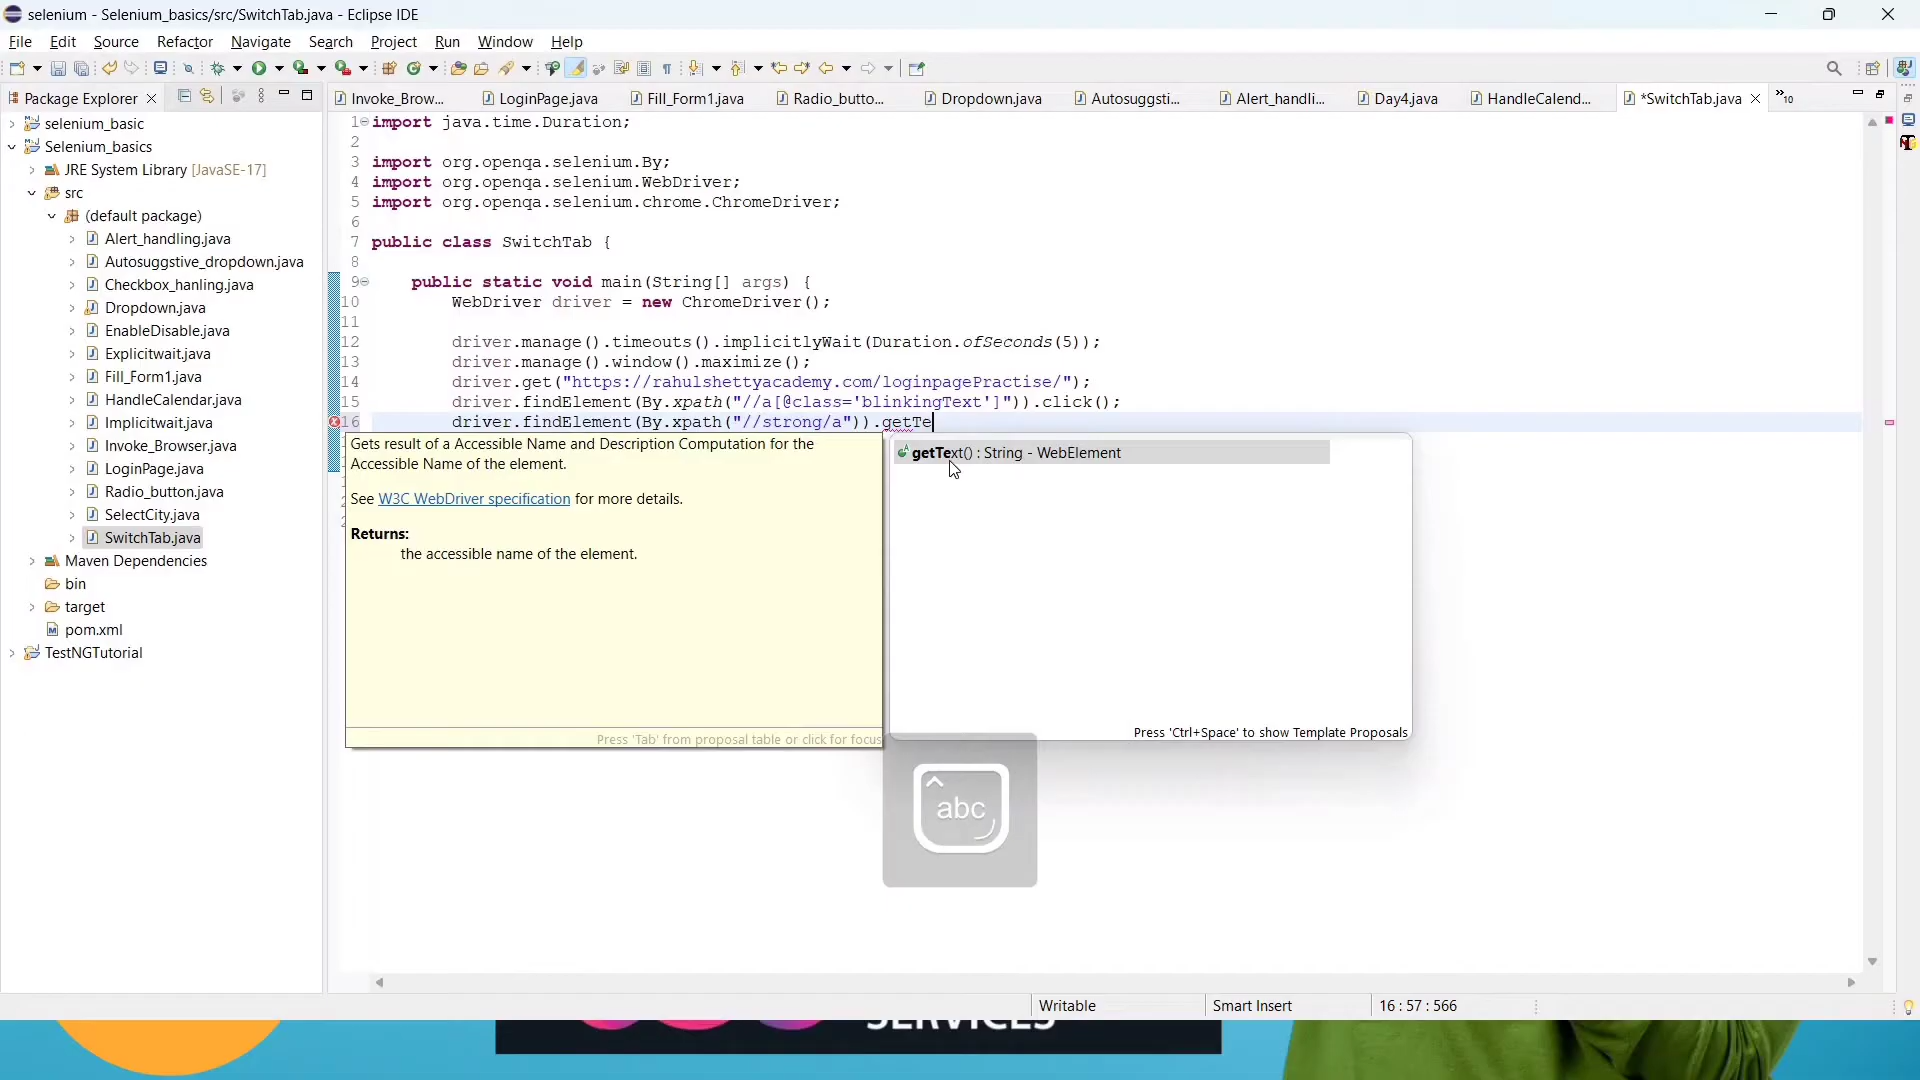 selenium - Selenium_basics/src/SwitchTab.java - Eclipse IDE
File Edit Source Refactor Navigate Search Project Run Window Help
Package Explorer
Invoke_Brow... LoginPage.java Fill_Form1.java Radio_butto... Dropdown.java Autosuggsti... Alert_handli... Day4.java HandleCalend... *SwitchTab.java »10
selenium_basic
Selenium_basics
JRE System Library [JavaSE-17]
src
(default package)
Alert_handling.java
Autosuggstive_dropdown.java
Checkbox_hanling.java
Dropdown.java
EnableDisable.java
Explicitwait.java
Fill_Form1.java
HandleCalendar.java
Implicitwait.java
Invoke_Browser.java
LoginPage.java
Radio_button.java
SelectCity.java
SwitchTab.java
Maven Dependencies
bin
target
pom.xml
TestNGTutorial
1 import java.time.Duration;
2
3 import org.openqa.selenium.By;
4 import org.openqa.selenium.WebDriver;
5 import org.openqa.selenium.chrome.ChromeDriver;
6
7 public class SwitchTab {
8
9 public static void main(String[] args) {
10 WebDriver driver = new ChromeDriver();
11
12 driver.manage().timeouts().implicitlyWait(Duration.ofSeconds(5));
13 driver.manage().window().maximize();
14 driver.get("https://rahulshettyacademy.com/loginpagePractise/");
15 driver.findElement(By.xpath("//a[@class='blinkingText']")).click();
16 driver.findElement(By.xpath("//strong/a")).getTe
Gets result of a Accessible Name and Description Computation for the
Accessible Name of the element.
See W3C WebDriver specification for more details.
Returns:
the accessible name of the element.
Press 'Tab' from proposal table or click for focus
getText() : String - WebElement
Press 'Ctrl+Space' to show Template Proposals
abc
Writable Smart Insert 16 : 57 : 566
SERVICES